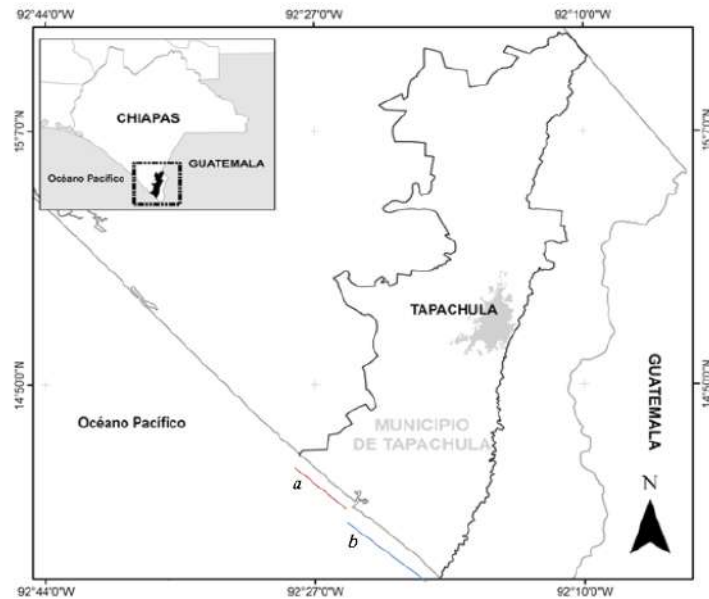 92°44'0"W
92°27'0"W
92°10'0"W
CHIAPAS
GUATEMALA
Océano Pacífico
15°7'0"N
15°7'0"N
TAPACHULA
14°50'0"N
14°50'0"N
GUATEMALA
Océano Pacífico
MUNICIPIO
DE TAPACHULA
N
a
b
92°44'0"W
92°27'0"W
92°10'0"W